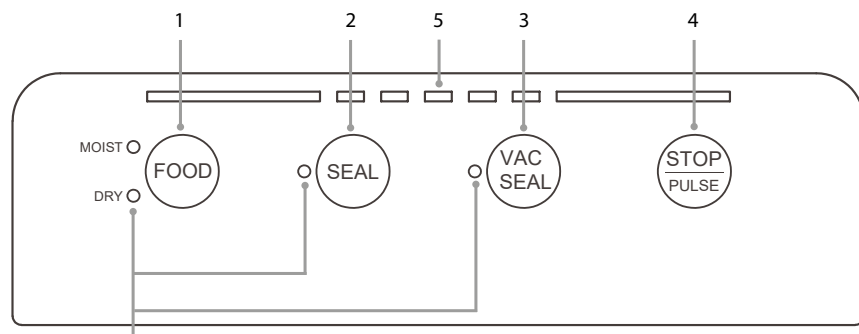 1 2 5 3 4
MOIST
FOOD
DRY
SEAL
VAC
SEAL
STOP
PULSE